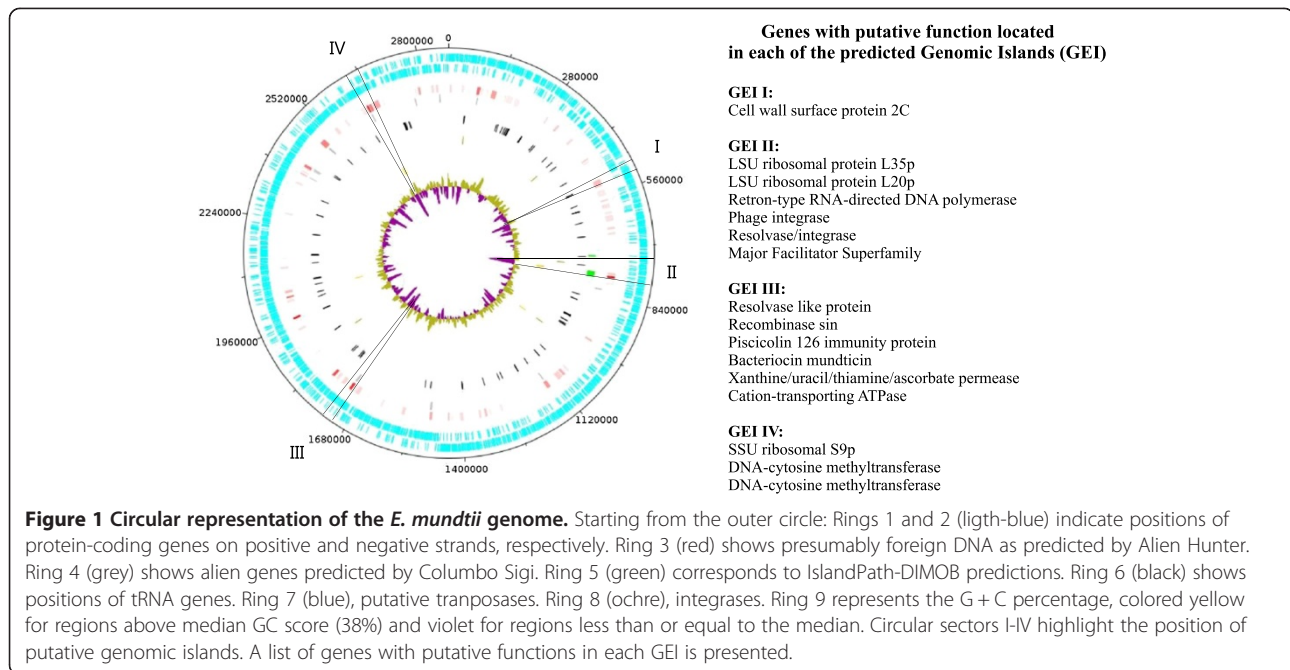 0
280000
560000
840000
1120000
1400000
1680000
1960000
2240000
2520000
2800000
I
II
III
IV
Genes with putative function located
in each of the predicted Genomic Islands (GEI)
GEI I:
Cell wall surface protein 2C
GEI II:
LSU ribosomal protein L35p
LSU ribosomal protein L20p
Retron-type RNA-directed DNA polymerase
Phage integrase
Resolvase/integrase
Major Facilitator Superfamily
GEI III:
Resolvase like protein
Recombinase sin
Piscicolin 126 immunity protein
Bacteriocin mundticin
Xanthine/uracil/thiamine/ascorbate permease
Cation-transporting ATPase
GEI IV:
SSU ribosomal S9p
DNA-cytosine methyltransferase
DNA-cytosine methyltransferase
Figure 1 Circular representation of the E. mundtii genome. Starting from the outer circle: Rings 1 and 2 (ligth-blue) indicate positions of
protein-coding genes on positive and negative strands, respectively. Ring 3 (red) shows presumably foreign DNA as predicted by Alien Hunter.
Ring 4 (grey) shows alien genes predicted by Columbo Sigi. Ring 5 (green) corresponds to IslandPath-DIMOB predictions. Ring 6 (black) shows
positions of tRNA genes. Ring 7 (blue), putative tranposases. Ring 8 (ochre), integrases. Ring 9 represents the G + C percentage, colored yellow
for regions above median GC score (38%) and violet for regions less than or equal to the median. Circular sectors I-IV highlight the position of
putative genomic islands. A list of genes with putative functions in each GEI is presented.